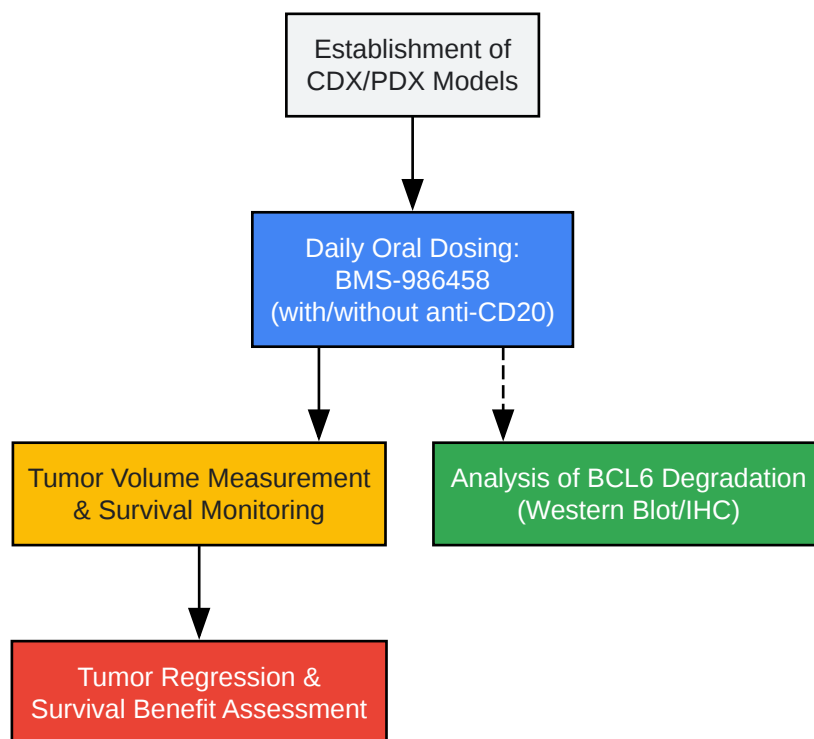 Establishment of
CDX/PDX Models
Daily Oral Dosing:
BMS-986458
(with/without anti-CD20)
Tumor Volume Measurement
& Survival Monitoring
Analysis of BCL6 Degradation
(Western Blot/IHC)
Tumor Regression &
Survival Benefit Assessment